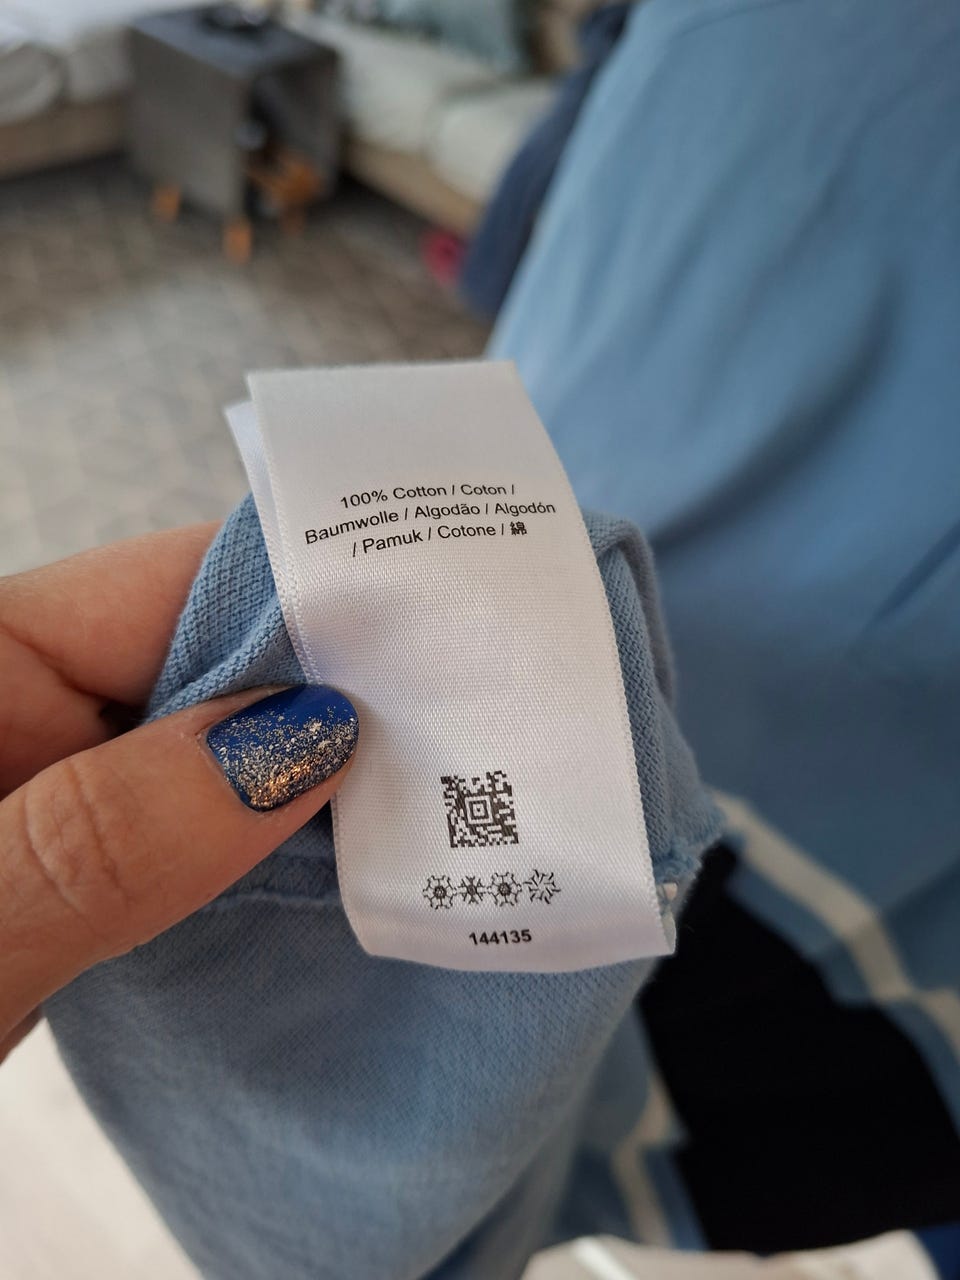 100% Cotton / Coton /
Baumwolle / Algodão / Algodón
/ Pamuk / Cotone / 綿
144135